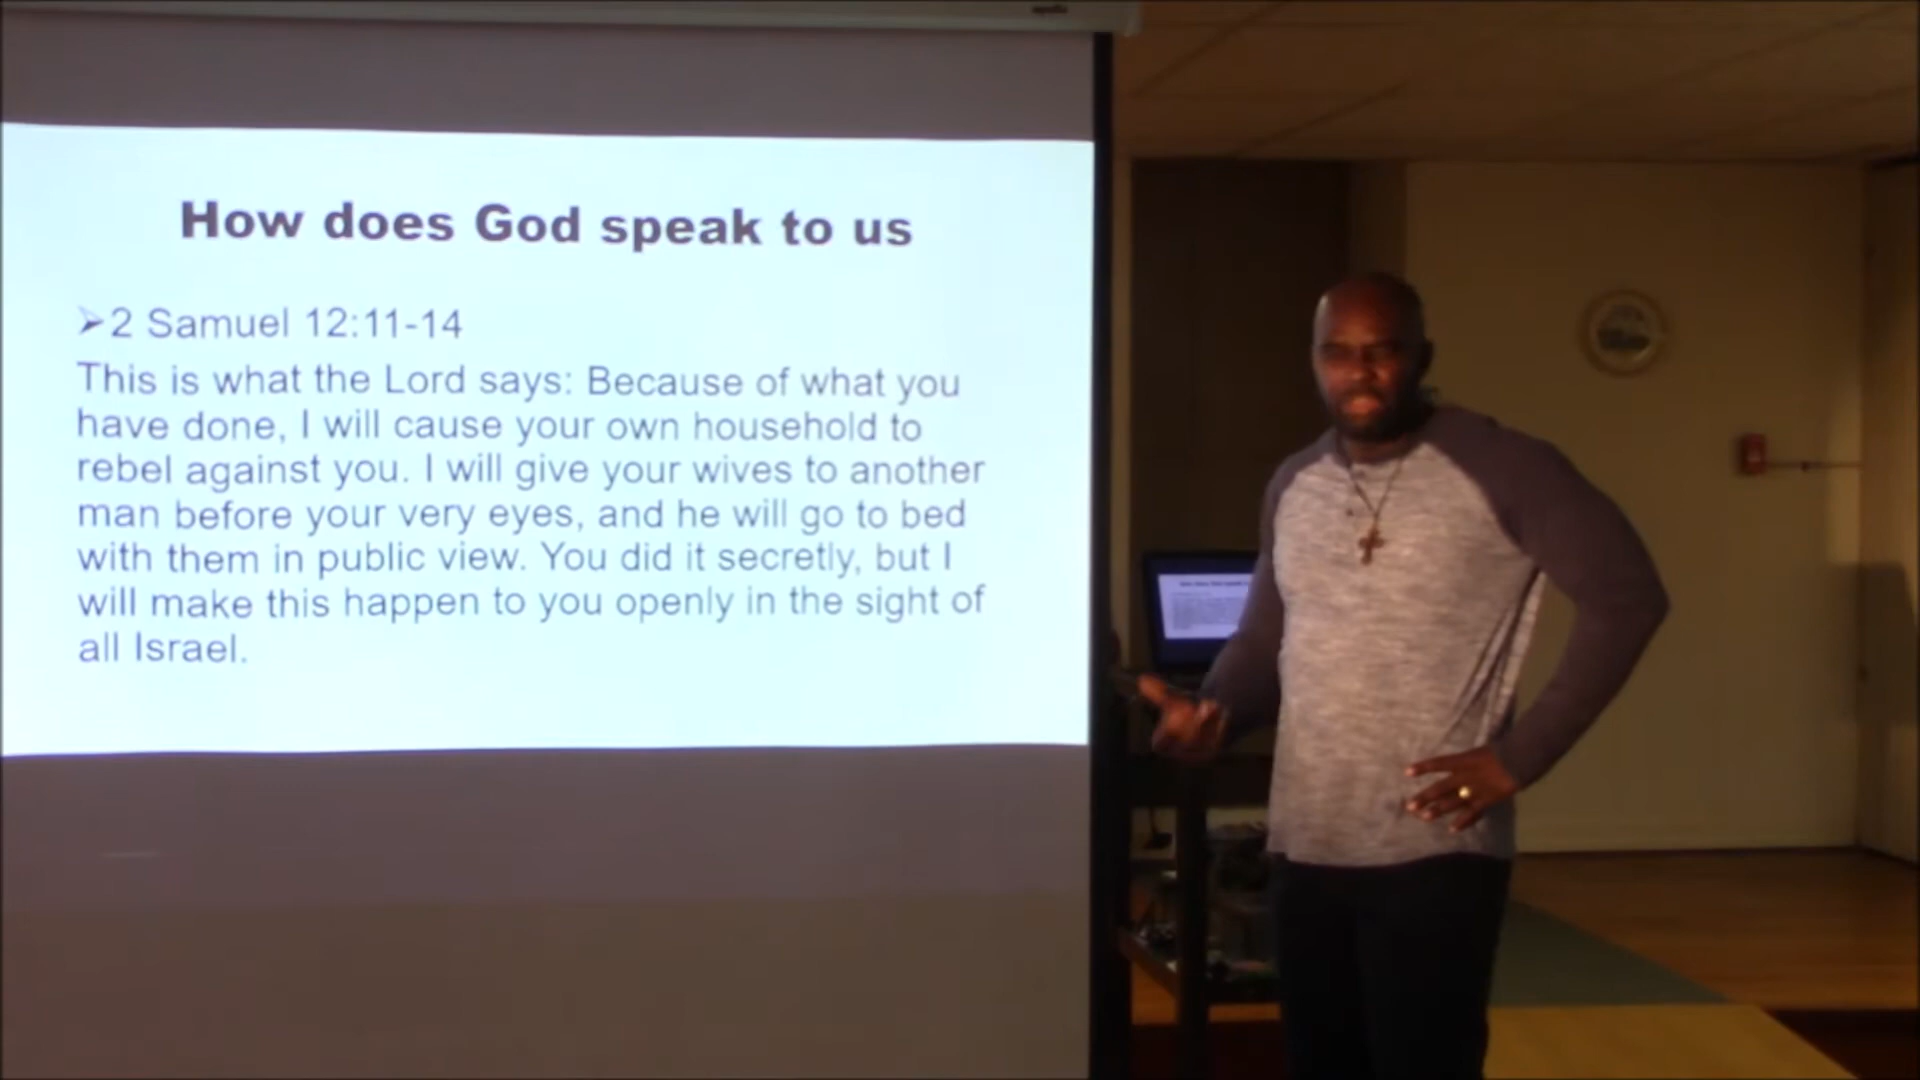 How does God speak to us
➢2 Samuel 12:11-14
This is what the Lord says: Because of what you
have done, I will cause your own household to
rebel against you. I will give your wives to another
man before your very eyes, and he will go to bed
with them in public view. You did it secretly, but I
will make this happen to you openly in the sight of
all Israel.